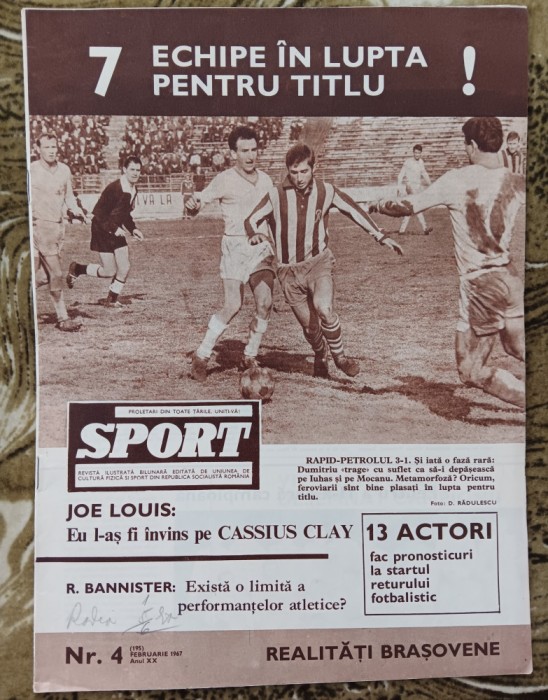 7 ECHIPE ÎN LUPTA
PENTRU TITLU !
VIVA LA
PROLETARI DIN TOATE ȚĂRILE, UNIȚI-VĂ!
SPORT
REVISTĂ ILUSTRATĂ BILUNARĂ EDITATĂ DE UNIUNEA DE
CULTURĂ FIZICĂ ȘI SPORT DIN REPUBLICA SOCIALISTĂ ROMÂNIA
RAPID-PETROLUL 3-1. Și iată o fază rară:
Dumitriu «trage» cu suflet ca să-i depășească
pe Iuhas și pe Mocanu. Metamorfoză? Oricum,
feroviarii sînt bine plasați în lupta pentru
titlu.
Foto: D. RĂDULESCU
JOE LOUIS:
Eu l-aș fi învins pe CASSIUS CLAY
13 ACTORI
fac pronosticuri
la startul
returului
fotbalistic
R. BANNISTER: Există o limită a
performanțelor atletice?
Nr. 4
(195)
FEBRUARIE 1967
Anul XX
REALITĂȚI BRAȘOVENE